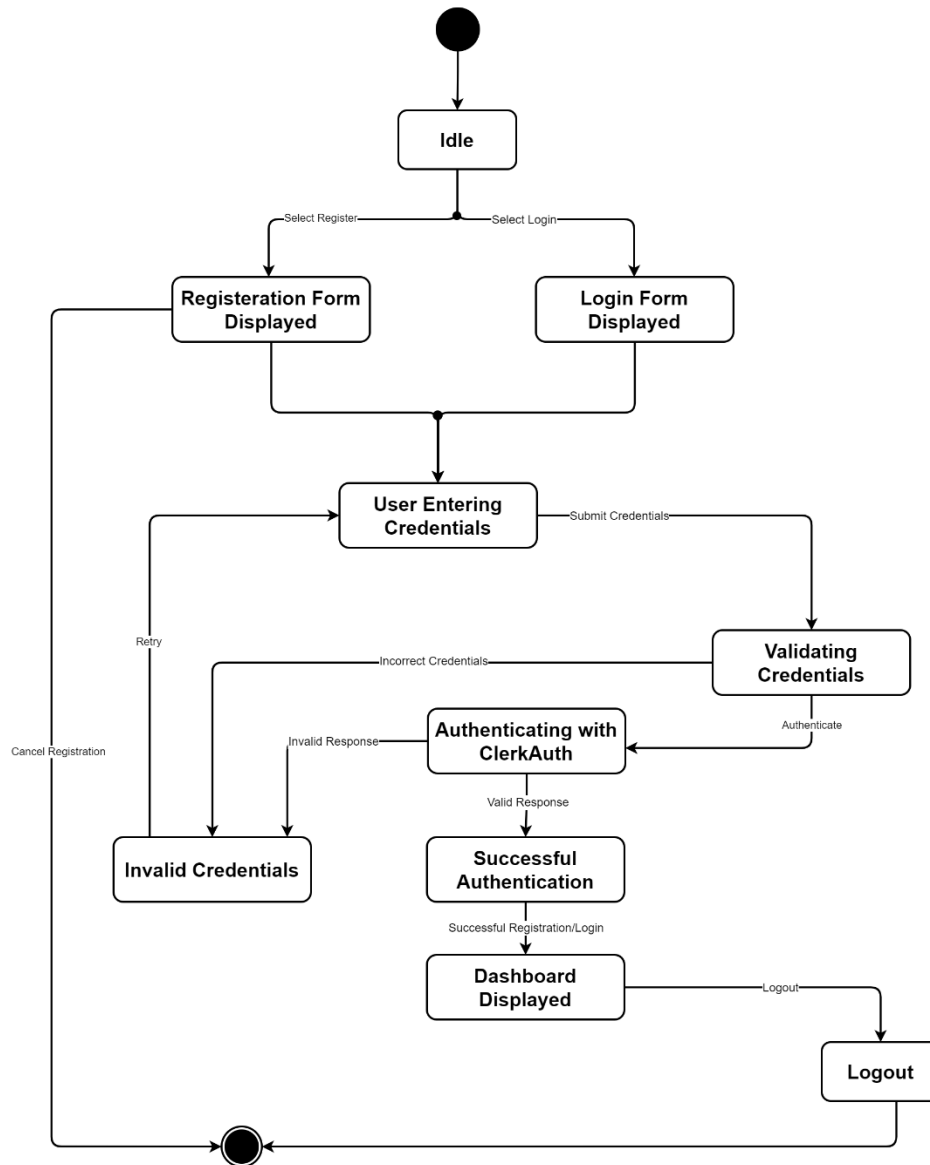 Idle
Select Register
Select Login
Registeration Form
Displayed
Login Form
Displayed
User Entering
Credentials
Submit Credentials
Retry
Validating
Credentials
Incorrect Credentials
Authenticate
Authenticating with
ClerkAuth
Invalid Response
Cancel Registration
Valid Response
Invalid Credentials
Successful
Authentication
Successful Registration/Login
Dashboard
Displayed
Logout
Logout